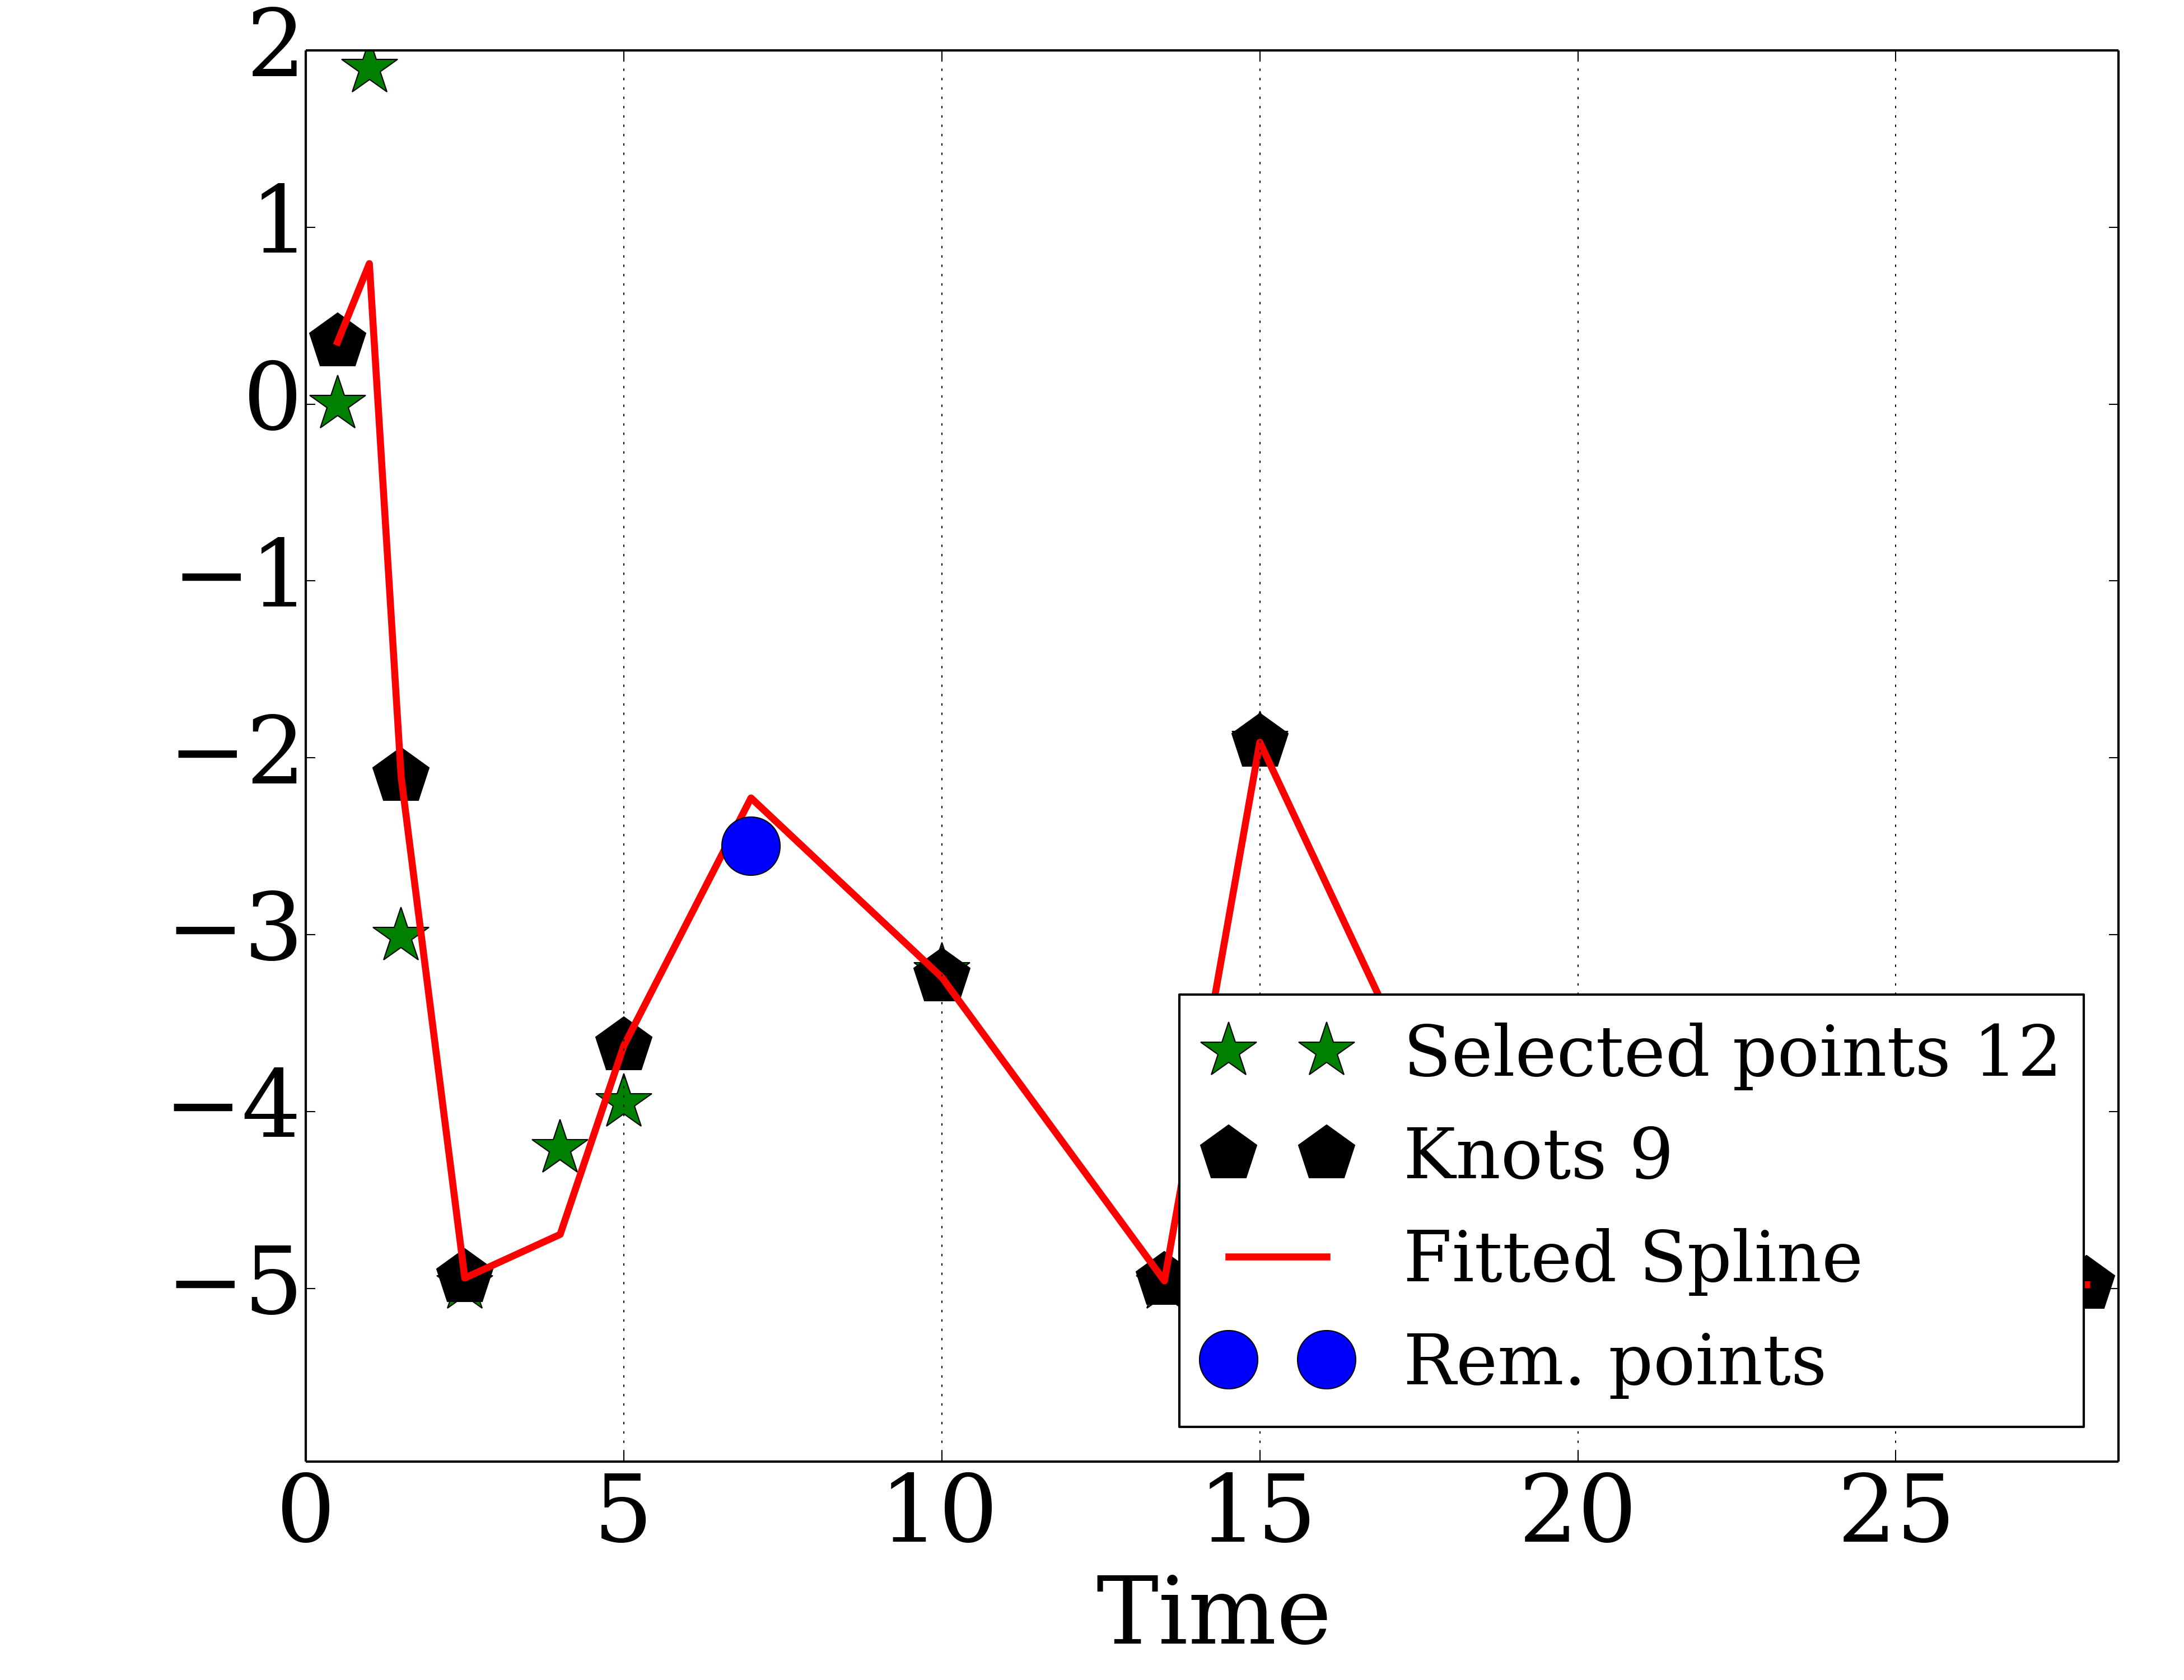 2
1
0
−1
−2
−3
−4
−5
Selected points 12
Knots 9
Fitted Spline
Rem. points
0 5 10 15 20 25
Time